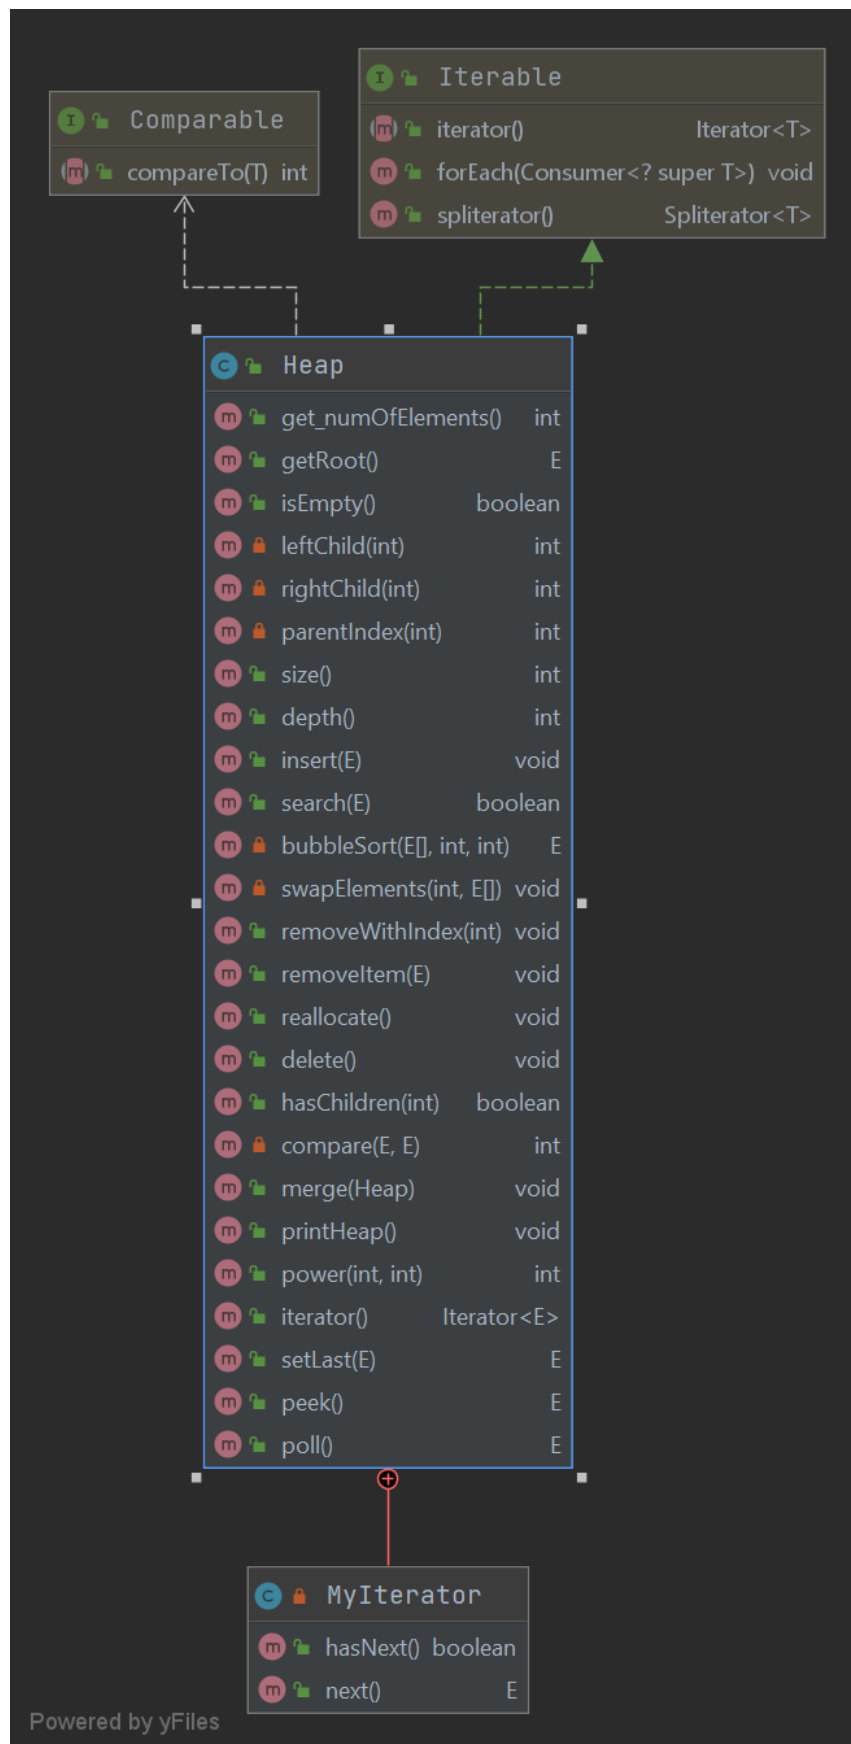 Iterable
iterator() Iterator<T>
forEach(Consumer<? super T>) void
spliterator() Spliterator<T>
Comparable
compareTo(T) int
Heap
get_numOfElements() int
getRoot() E
isEmpty() boolean
leftChild(int) int
rightChild(int) int
parentIndex(int) int
size() int
depth() int
insert(E) void
search(E) boolean
bubbleSort(E[], int, int) E
swapElements(int, E[]) void
removeWithIndex(int) void
removeItem(E) void
reallocate() void
delete() void
hasChildren(int) boolean
compare(E, E) int
merge(Heap) void
printHeap() void
power(int, int) int
iterator() Iterator<E>
setLast(E) E
peek() E
poll() E
MyIterator
hasNext() boolean
next() E
Powered by yFiles